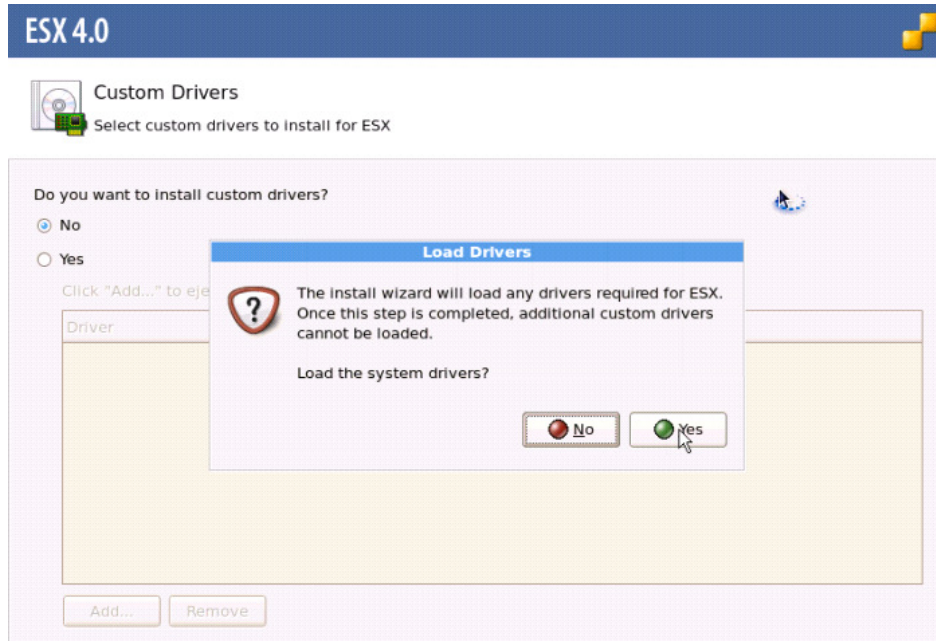 ESX 4.0
Custom Drivers
Select custom drivers to install for ESX
Do you want to install custom drivers?
No
Yes
Click "Add..." to eje
Driver
Load Drivers
The install wizard will load any drivers required for ESX.
Once this step is completed, additional custom drivers
cannot be loaded.
Load the system drivers?
No
Yes
Add...
Remove